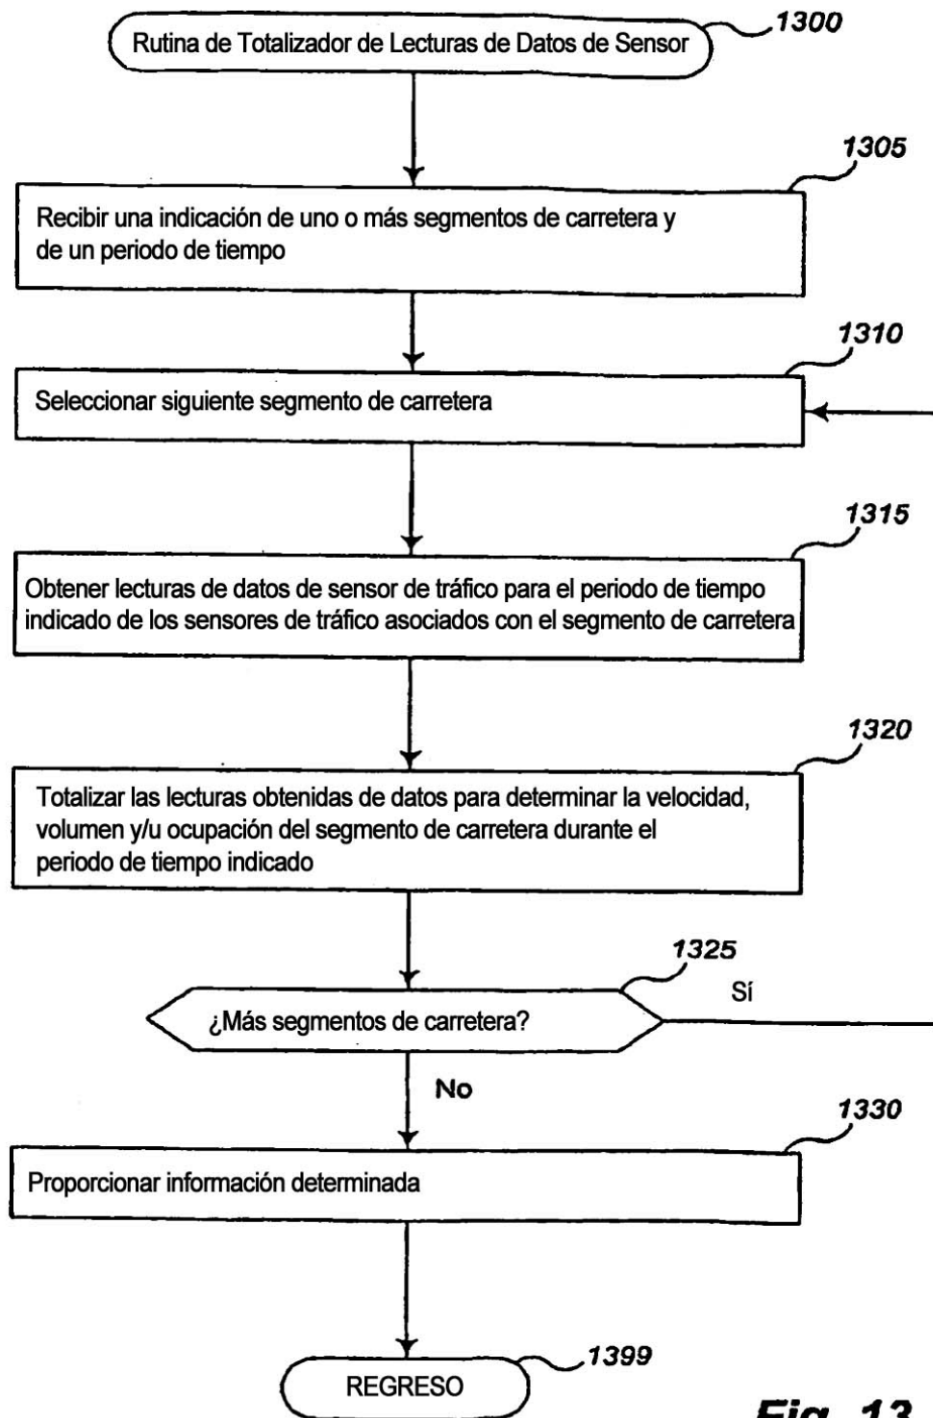 1300
Rutina de Totalizador de Lecturas de Datos de Sensor
1305
Recibir una indicación de uno o más segmentos de carretera y
de un periodo de tiempo
1310
Seleccionar siguiente segmento de carretera
1315
Obtener lecturas de datos de sensor de tráfico para el periodo de tiempo
indicado de los sensores de tráfico asociados con el segmento de carretera
1320
Totalizar las lecturas obtenidas de datos para determinar la velocidad,
volumen y/u ocupación del segmento de carretera durante el
periodo de tiempo indicado
1325
Sí
¿Más segmentos de carretera?
No
1330
Proporcionar información determinada
1399
REGRESO
Fig. 13